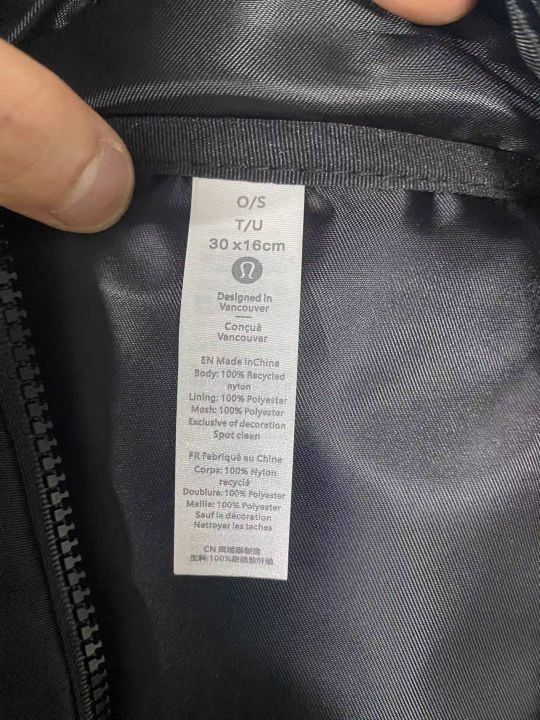 O/S
T/U
30 x16cm
Designed in
Vancouver
Conçuà
Vancouver
EN Made inChina
Body: 100% Recycled
nylon
Lining: 100% Polyester
Mesh: 100% Polyester
Exclusive of decoration
Spot clean
FR Fabriqué au Chine
Corps: 100% Nylon
recyclé
Doublure: 100% Polyester
Maille: 100% Polyester
Sauf la décoration
Nettoyer les taches
CN
100%